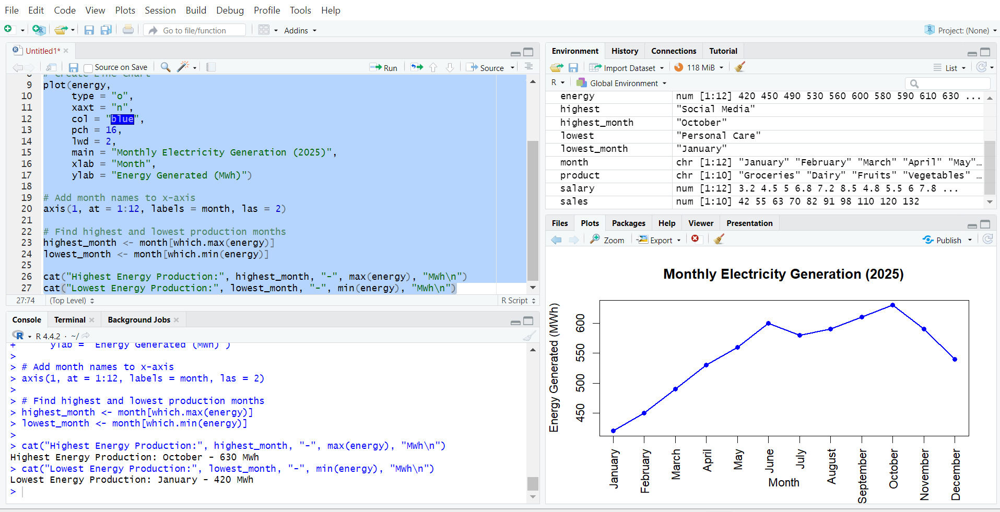 File Edit Code View Plots Session Build Debug Profile Tools Help
Go to file/function Addins Project: (None)
Untitled1*
Source on Save Run Source
8 # Create Line Chart
9 plot(energy,
10 type = "o",
11 xaxt = "n",
12 col = "blue",
13 pch = 16,
14 lwd = 2,
15 main = "Monthly Electricity Generation (2025)",
16 xlab = "Month",
17 ylab = "Energy Generated (MWh)")
18
19 # Add month names to x-axis
20 axis(1, at = 1:12, labels = month, las = 2)
21
22 # Find highest and lowest production months
23 highest_month <- month[which.max(energy)]
24 lowest_month <- month[which.min(energy)]
25
26 cat("Highest Energy Production:", highest_month, "-", max(energy), "MWh\n")
27 cat("Lowest Energy Production:", lowest_month, "-", min(energy), "MWh\n")
27:74 (Top Level) R Script
Console Terminal Background Jobs
R R 4.4.2 · ~/
+ ylab = "Energy Generated (MWh)")
>
> # Add month names to x-axis
> axis(1, at = 1:12, labels = month, las = 2)
>
> # Find highest and lowest production months
> highest_month <- month[which.max(energy)]
> lowest_month <- month[which.min(energy)]
>
> cat("Highest Energy Production:", highest_month, "-", max(energy), "MWh\n")
Highest Energy Production: October - 630 MWh
> cat("Lowest Energy Production:", lowest_month, "-", min(energy), "MWh\n")
Lowest Energy Production: January - 420 MWh
>
Environment History Connections Tutorial
Import Dataset 118 MiB List
R Global Environment
energy num [1:12] 420 450 490 530 560 600 580 590 610 630 ...
highest "Social Media"
highest_month "October"
lowest "Personal Care"
lowest_month "January"
month chr [1:12] "January" "February" "March" "April" "May"…
product chr [1:10] "Groceries" "Dairy" "Fruits" "Vegetables" …
salary num [1:12] 3.2 4.5 5 6.8 7.2 8.5 4.8 5.5 6 7.8 ...
sales num [1:10] 42 55 63 70 82 91 98 110 120 132
Files Plots Packages Help Viewer Presentation
Zoom Export Publish
Monthly Electricity Generation (2025)
Energy Generated (MWh)
600
550
500
450
January
February
March
April
May
June
July
August
September
October
November
December
Month